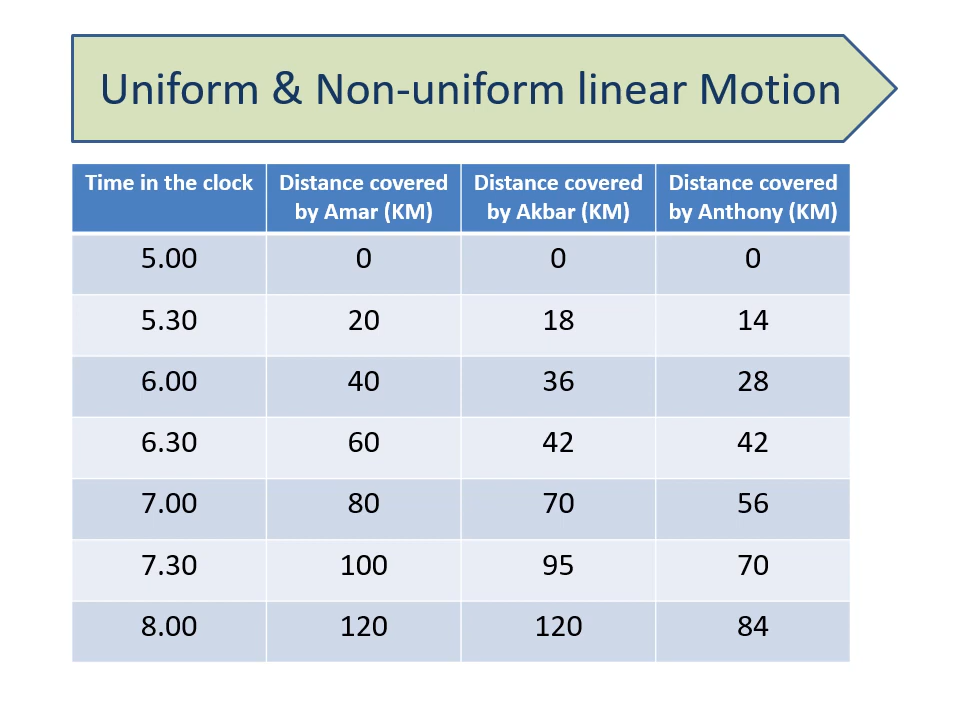 Uniform & Non-uniform linear Motion
Time in the clock Distance covered by Amar (KM) Distance covered by Akbar (KM) Distance covered by Anthony (KM)
5.00 0 0 0
5.30 20 18 14
6.00 40 36 28
6.30 60 42 42
7.00 80 70 56
7.30 100 95 70
8.00 120 120 84